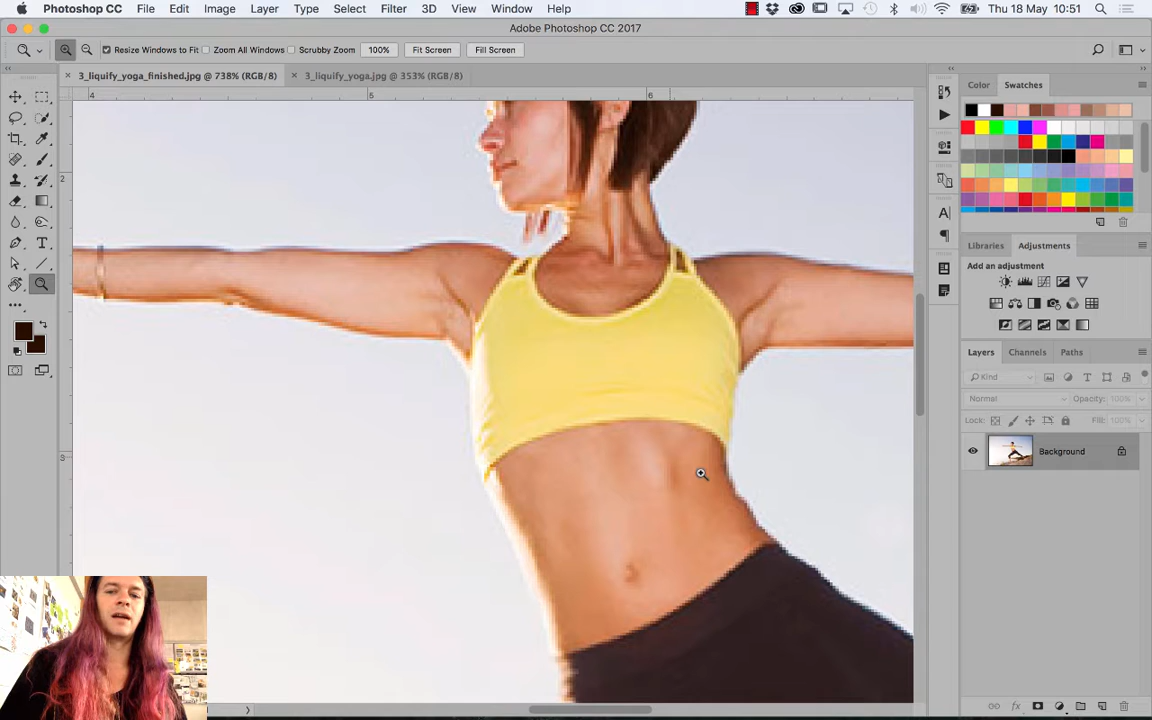 Photoshop CC File Edit Image Layer Type Select Filter 3D View Window Help Thu 18 May 10:51
Adobe Photoshop CC 2017
Resize Windows to Fit Zoom All Windows Scrubby Zoom 100% Fit Screen Fill Screen
3_liquify_yoga_finished.jpg @ 738% (RGB/8) 3_liquify_yoga.jpg @ 353% (RGB/8)
Color Swatches
4 5 6
2
3
Libraries Adjustments
Add an adjustment
Layers Channels Paths
Kind
Normal Opacity: 100%
Lock: Fill: 100%
Background